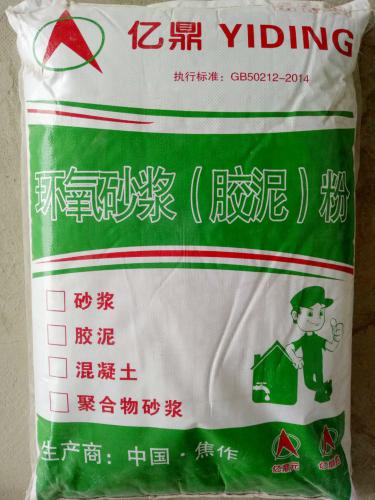 亿鼎 YIDING
执行标准：GB50212-2014
环氧砂浆（胶泥）粉
砂浆
胶泥
混凝土
聚合物砂浆
生产商：中国·焦作